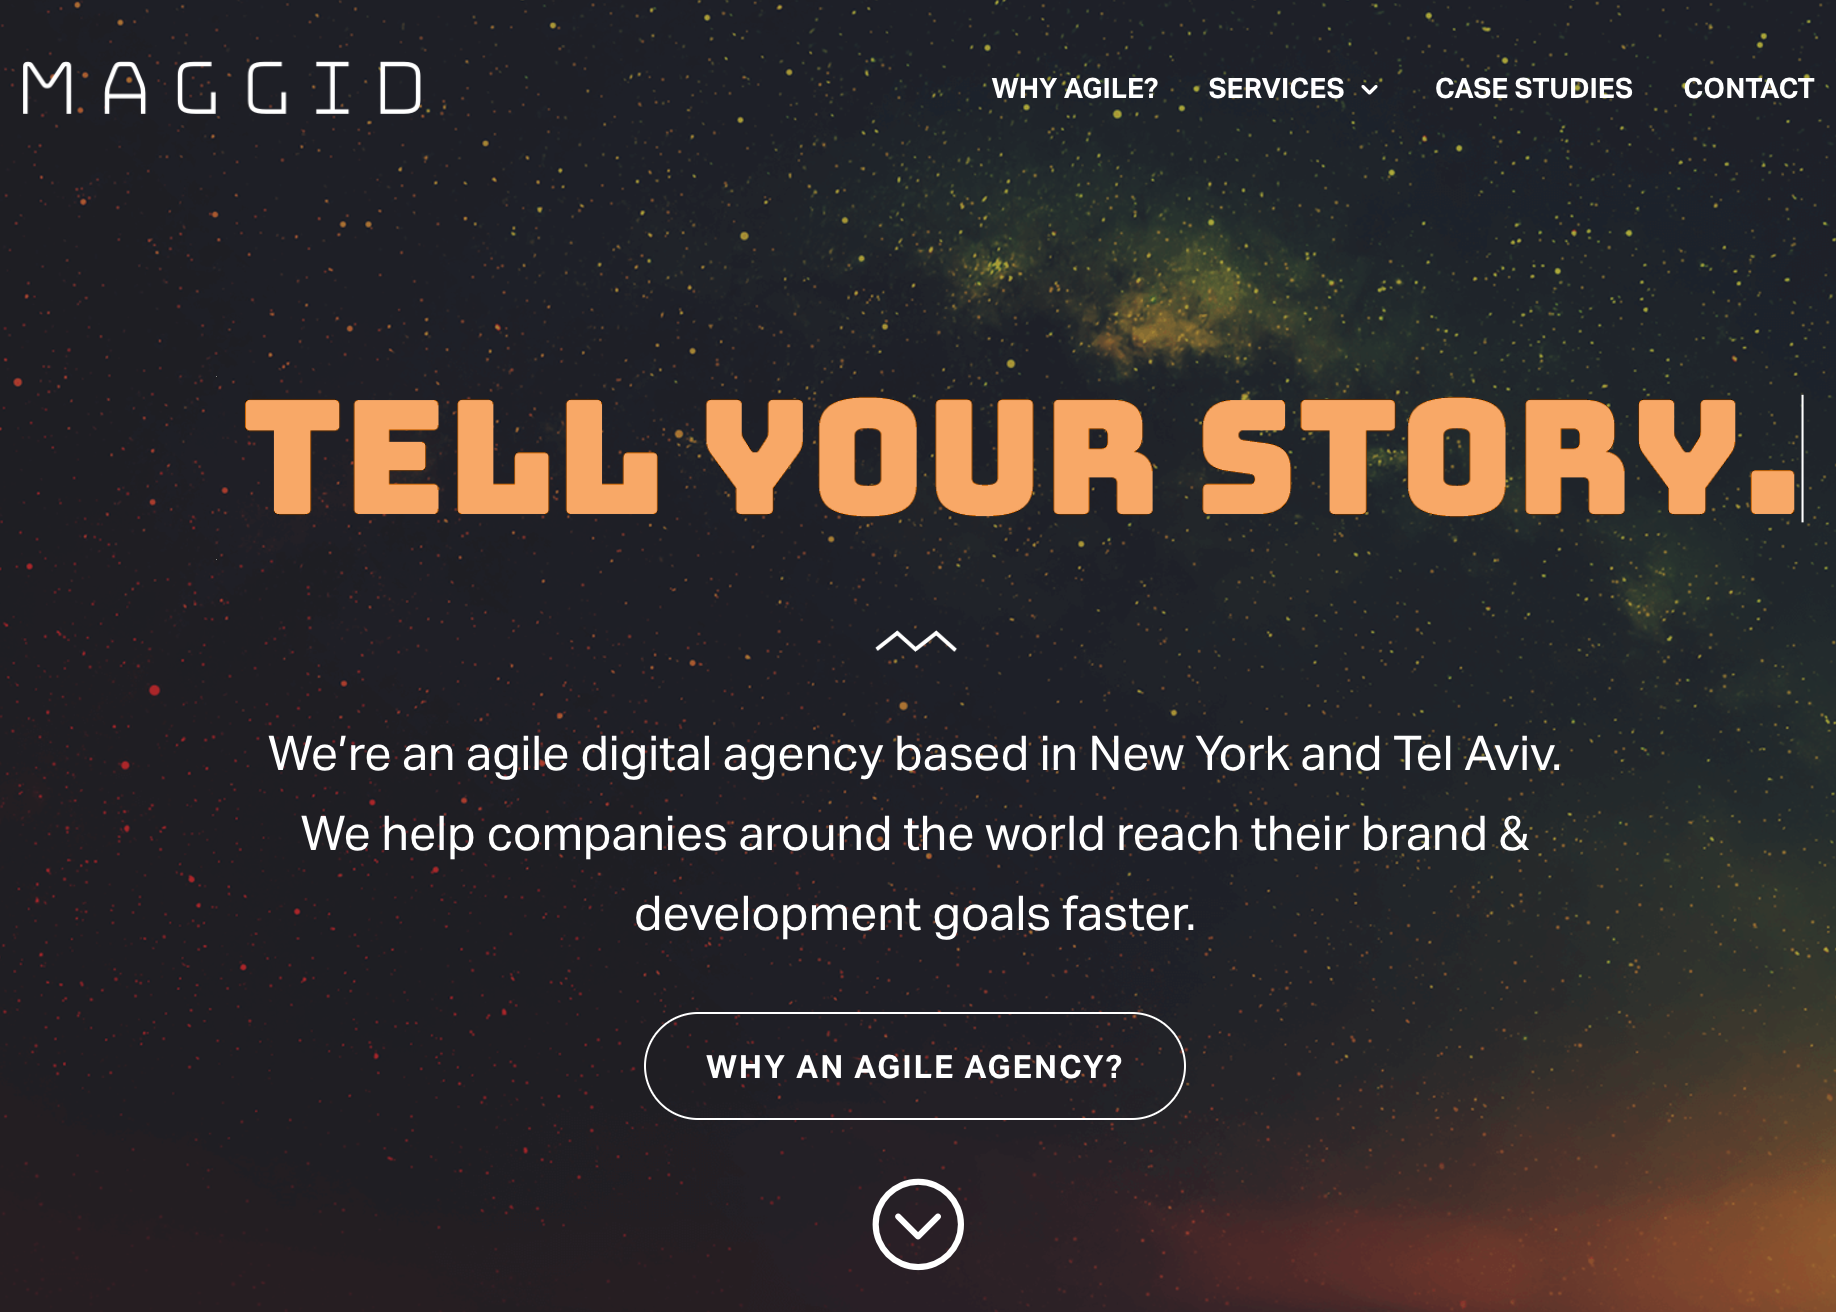 MAGGID
WHY AGILE? SERVICES CASE STUDIES CONTACT
TELL YOUR STORY.
We're an agile digital agency based in New York and Tel Aviv.
We help companies around the world reach their brand &
development goals faster.
WHY AN AGILE AGENCY?